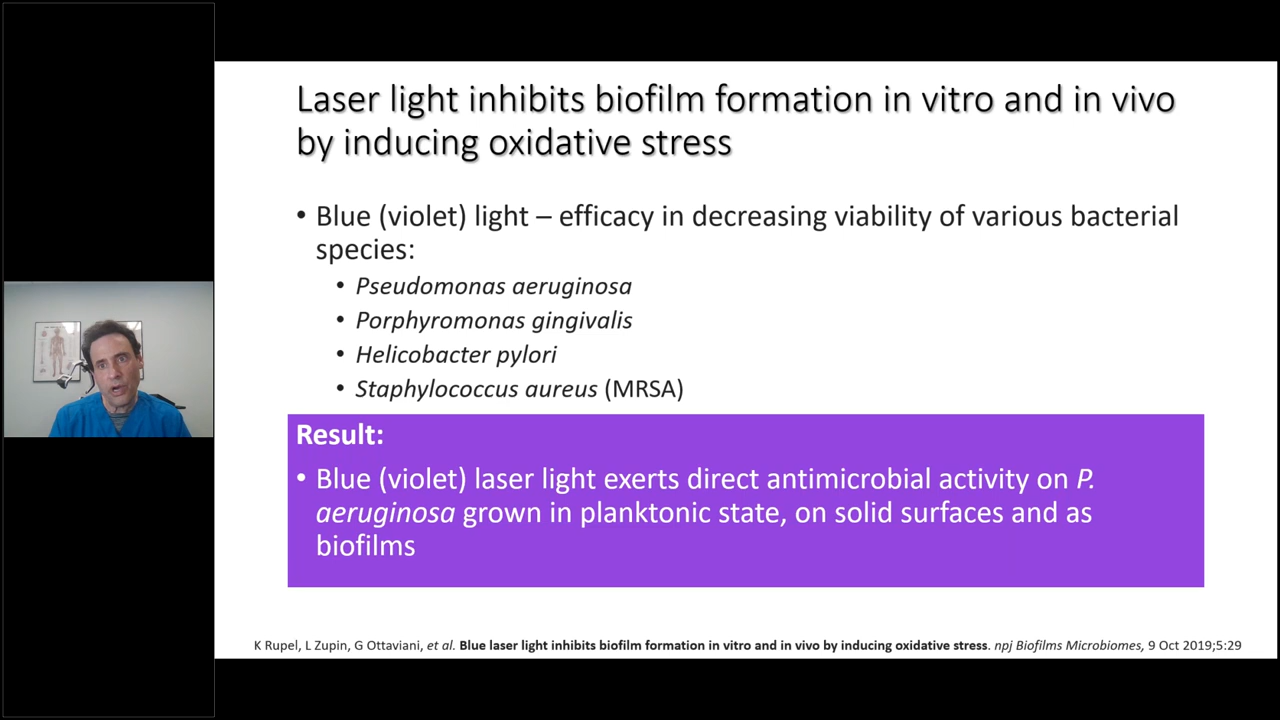 Laser light inhibits biofilm formation in vitro and in vivo
by inducing oxidative stress
• Blue (violet) light – efficacy in decreasing viability of various bacterial
species:
• Pseudomonas aeruginosa
• Porphyromonas gingivalis
• Helicobacter pylori
• Staphylococcus aureus (MRSA)
Result:
• Blue (violet) laser light exerts direct antimicrobial activity on P.
aeruginosa grown in planktonic state, on solid surfaces and as
biofilms
K Rupel, L Zupin, G Ottaviani, et al. Blue laser light inhibits biofilm formation in vitro and in vivo by inducing oxidative stress. npj Biofilms Microbiomes, 9 Oct 2019;5:29